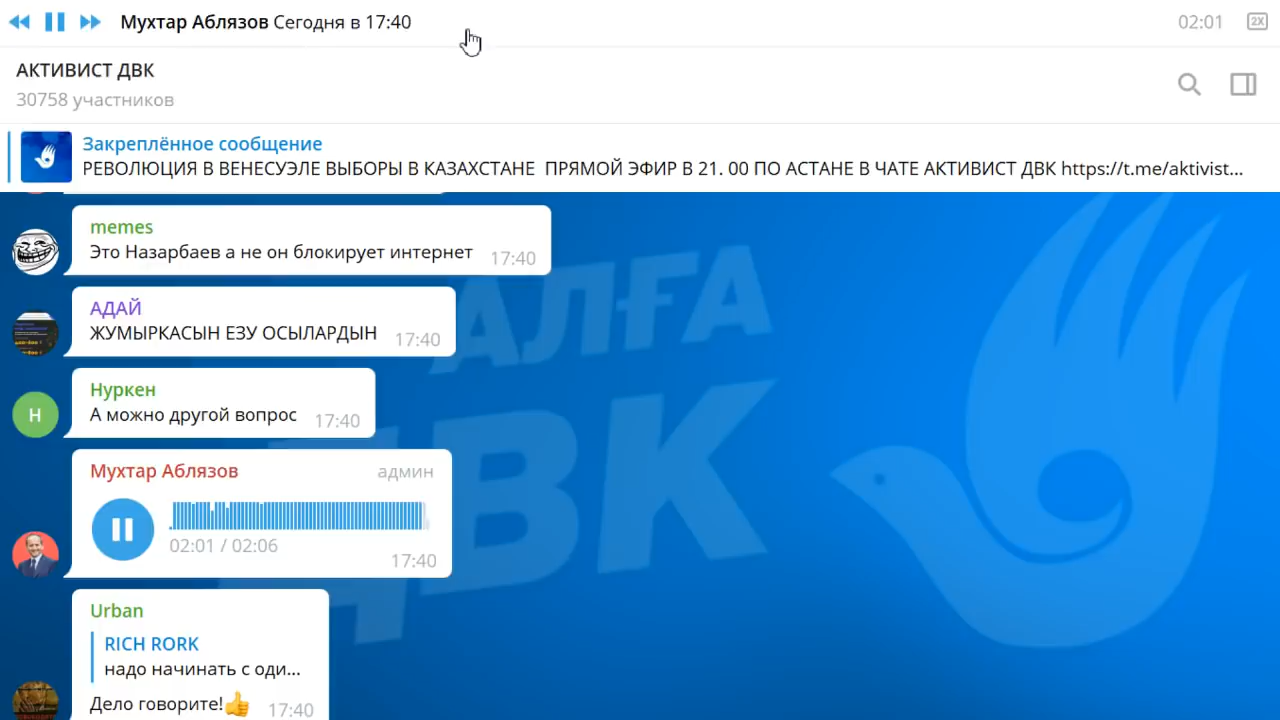 Мухтар Аблязов Сегодня в 17:40
02:01
2X
АКТИВИСТ ДВК
30758 участников
Закреплённое сообщение
РЕВОЛЮЦИЯ В ВЕНЕСУЭЛЕ ВЫБОРЫ В КАЗАХСТАНЕ ПРЯМОЙ ЭФИР В 21. 00 ПО АСТАНЕ В ЧАТЕ АКТИВИСТ ДВК https://t.me/aktivist...
memes
Это Назарбаев а не он блокирует интернет 17:40
АДАЙ
ЖУМЫРКАСЫН ЕЗУ ОСЫЛАРДЫН 17:40
Нуркен
Н
А можно другой вопрос 17:40
Мухтар Аблязов админ
02:01 / 02:06
17:40
Urban
RICH RORK
надо начинать с оди...
Дело говорите!👍 17:40
АЛҒА
ДВК